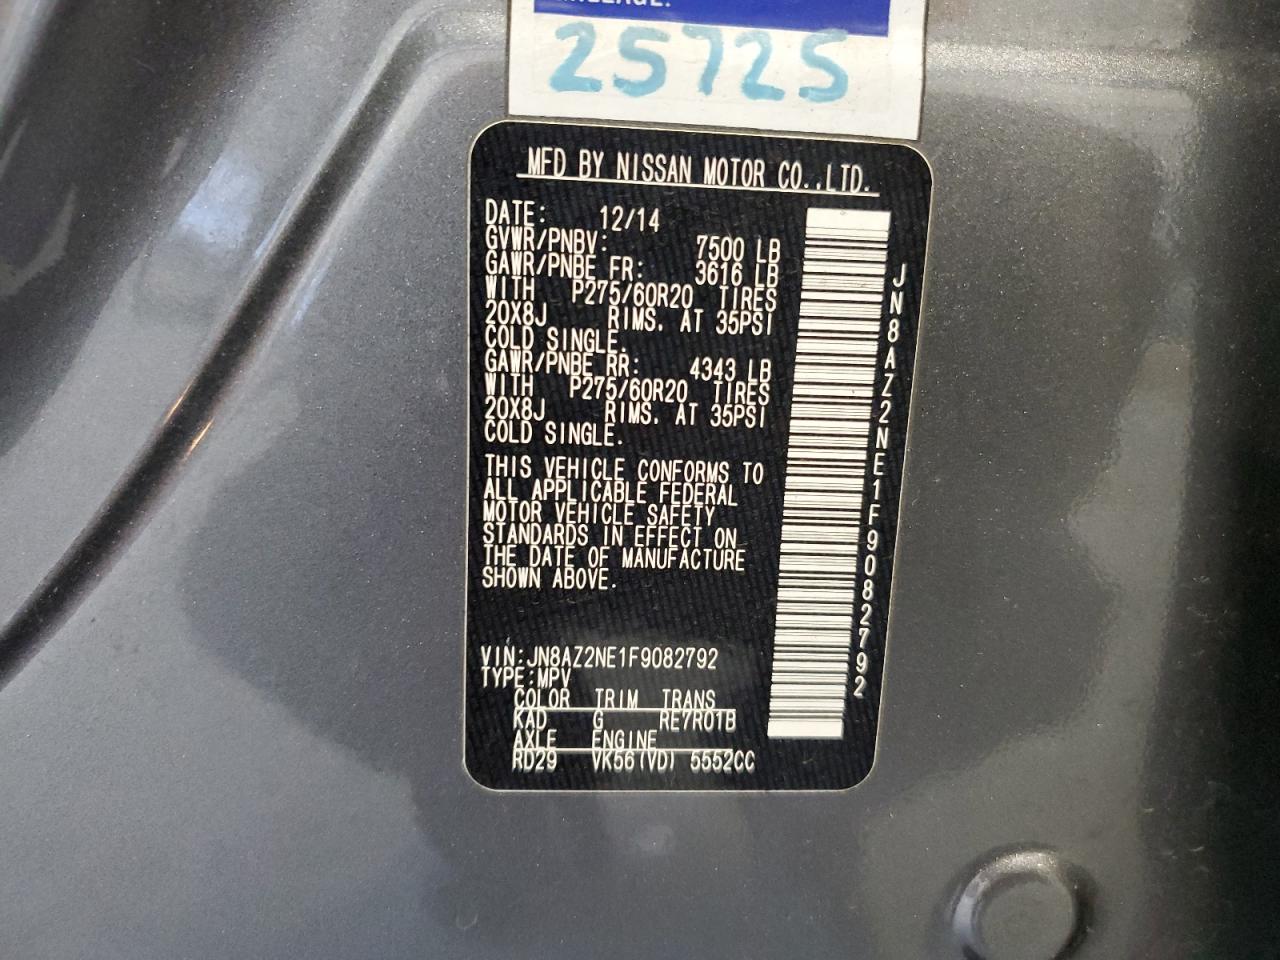 MILEAGE:
25725
MFD BY NISSAN MOTOR CO.,LTD.
DATE: 12/14
GVWR/PNBV: 7500 LB
GAWR/PNBE FR: 3616 LB
WITH P275/60R20 TIRES
20X8J RIMS. AT 35PSI
COLD SINGLE.
GAWR/PNBE RR: 4343 LB
WITH P275/60R20 TIRES
20X8J RIMS. AT 35PSI
COLD SINGLE.
THIS VEHICLE CONFORMS TO
ALL APPLICABLE FEDERAL
MOTOR VEHICLE SAFETY
STANDARDS IN EFFECT ON
THE DATE OF MANUFACTURE
SHOWN ABOVE.
VIN:JN8AZ2NE1F9082792
TYPE:MPV
COLOR TRIM TRANS
KAD G RE7R01B
AXLE ENGINE
RD29 VK56(VD) 5552CC
JN8AZ2NE1F9082792